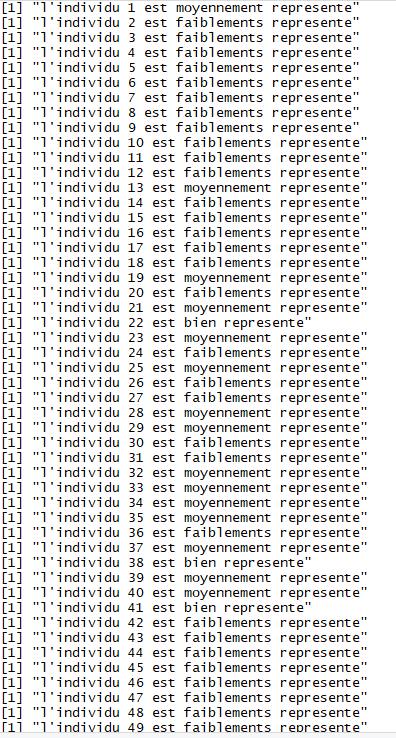 [1] "l'individu 1 est moyennement represente"
[1] "l'individu 2 est faiblements represente"
[1] "l'individu 3 est faiblements represente"
[1] "l'individu 4 est faiblements represente"
[1] "l'individu 5 est faiblements represente"
[1] "l'individu 6 est faiblements represente"
[1] "l'individu 7 est faiblements represente"
[1] "l'individu 8 est faiblements represente"
[1] "l'individu 9 est faiblements represente"
[1] "l'individu 10 est faiblements represente"
[1] "l'individu 11 est faiblements represente"
[1] "l'individu 12 est faiblements represente"
[1] "l'individu 13 est moyennement represente"
[1] "l'individu 14 est faiblements represente"
[1] "l'individu 15 est faiblements represente"
[1] "l'individu 16 est faiblements represente"
[1] "l'individu 17 est faiblements represente"
[1] "l'individu 18 est faiblements represente"
[1] "l'individu 19 est moyennement represente"
[1] "l'individu 20 est faiblements represente"
[1] "l'individu 21 est moyennement represente"
[1] "l'individu 22 est bien represente"
[1] "l'individu 23 est moyennement represente"
[1] "l'individu 24 est faiblements represente"
[1] "l'individu 25 est moyennement represente"
[1] "l'individu 26 est faiblements represente"
[1] "l'individu 27 est faiblements represente"
[1] "l'individu 28 est moyennement represente"
[1] "l'individu 29 est moyennement represente"
[1] "l'individu 30 est faiblements represente"
[1] "l'individu 31 est faiblements represente"
[1] "l'individu 32 est moyennement represente"
[1] "l'individu 33 est moyennement represente"
[1] "l'individu 34 est moyennement represente"
[1] "l'individu 35 est moyennement represente"
[1] "l'individu 36 est faiblements represente"
[1] "l'individu 37 est moyennement represente"
[1] "l'individu 38 est bien represente"
[1] "l'individu 39 est moyennement represente"
[1] "l'individu 40 est moyennement represente"
[1] "l'individu 41 est bien represente"
[1] "l'individu 42 est faiblements represente"
[1] "l'individu 43 est faiblements represente"
[1] "l'individu 44 est faiblements represente"
[1] "l'individu 45 est faiblements represente"
[1] "l'individu 46 est faiblements represente"
[1] "l'individu 47 est faiblements represente"
[1] "l'individu 48 est faiblements represente"
[1] "l'individu 49 est faiblements represente"